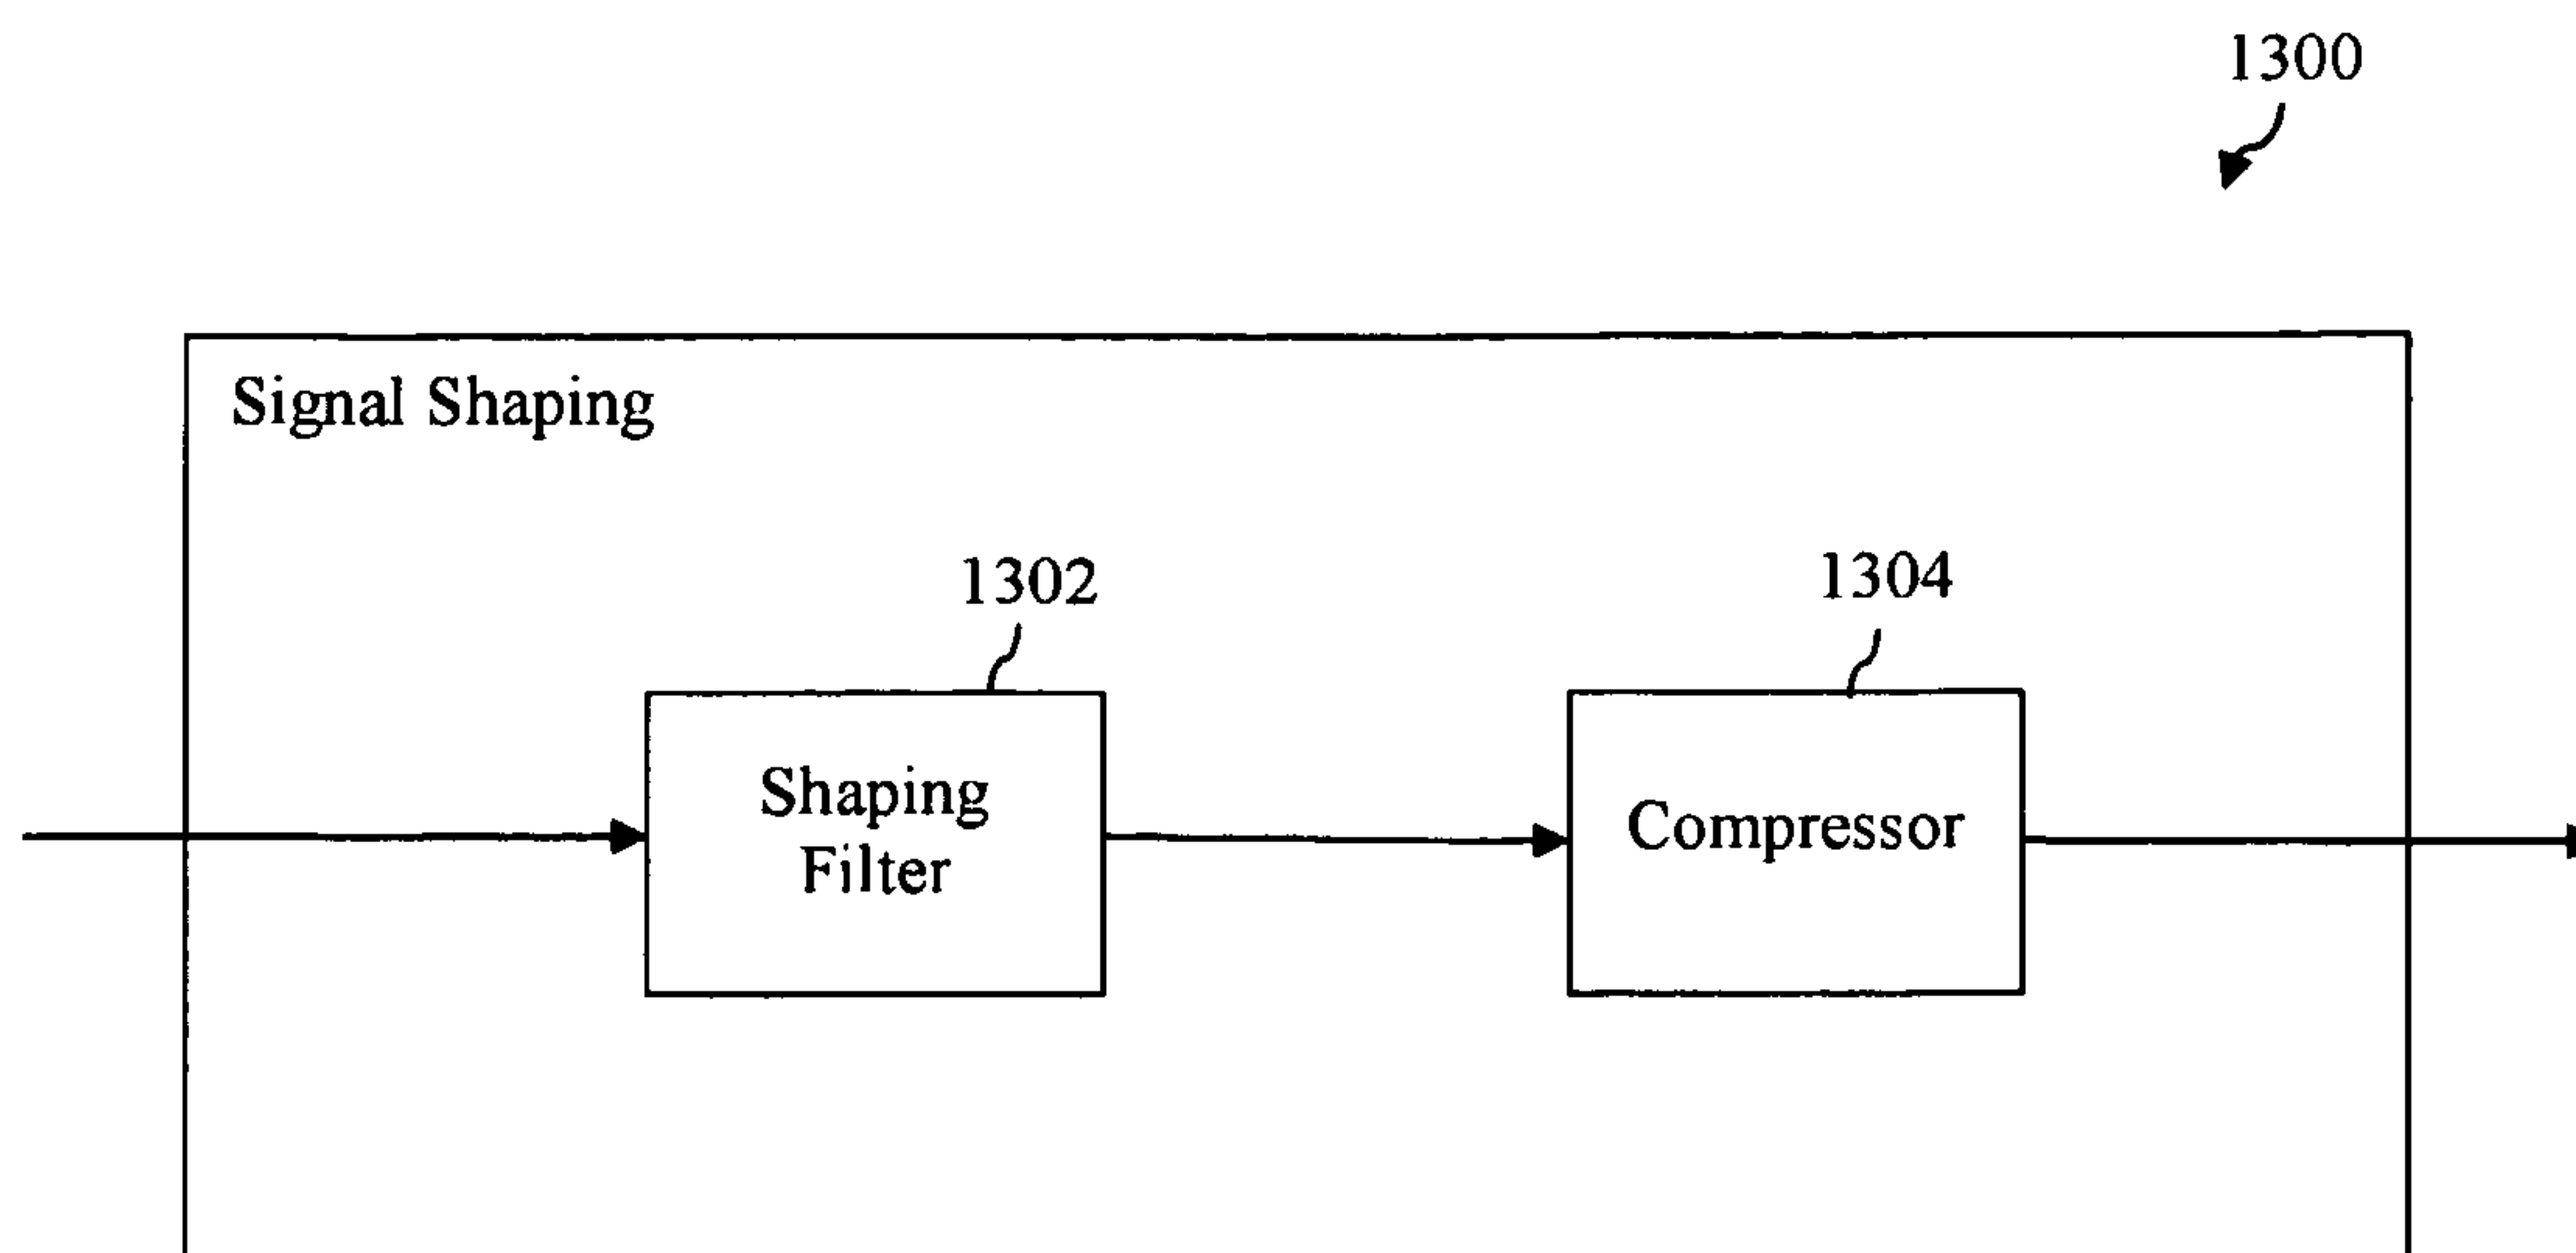 1300
Signal Shaping
1302
1304
Shaping
Filter
Compressor